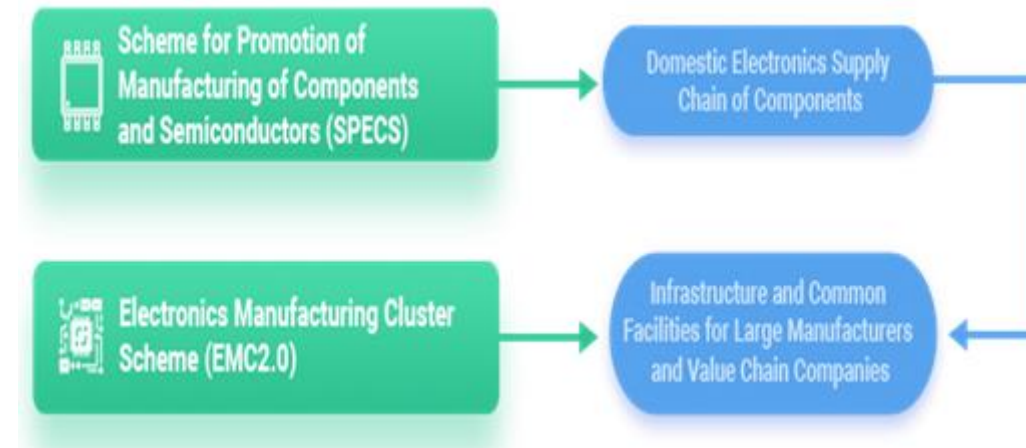 Scheme for Promotion of
Manufacturing of Components
and Semiconductors (SPECS)
Domestic Electronics Supply
Chain of Components
Electronics Manufacturing Cluster
Scheme (EMC2.0)
Infrastructure and Common
Facilities for Large Manufacturers
and Value Chain Companies